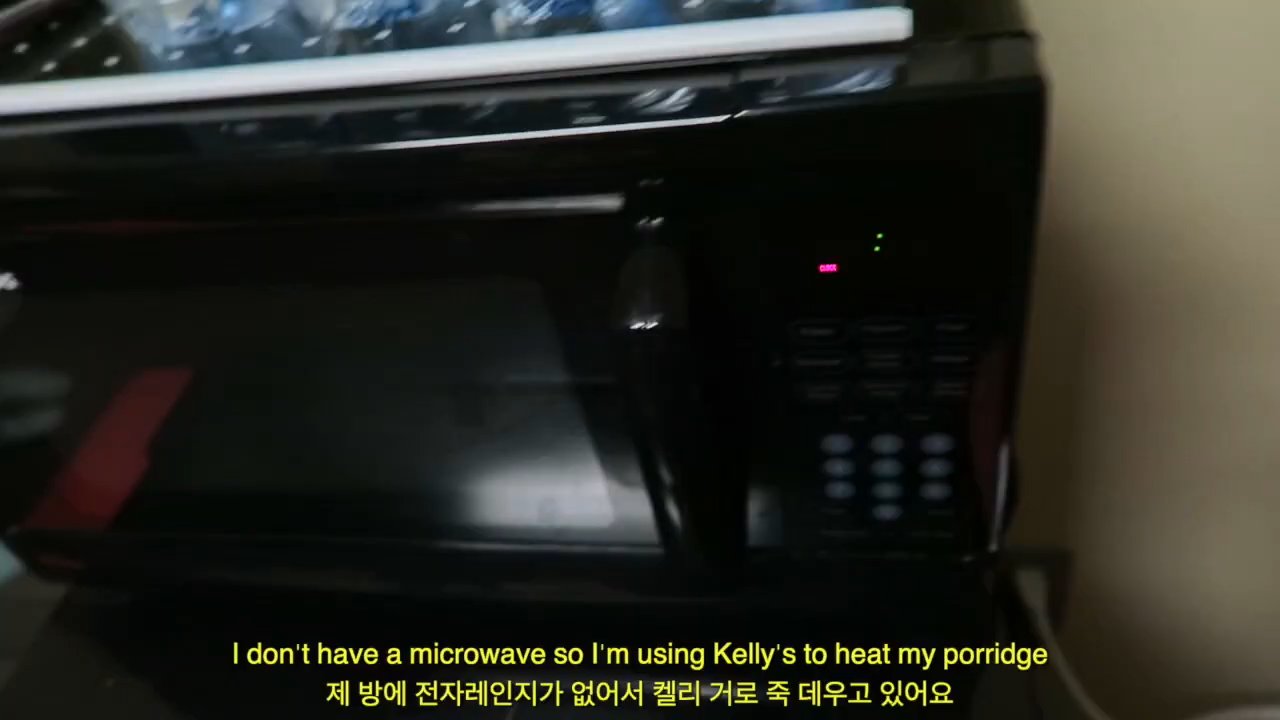 CLOCK
I don't have a microwave so I'm using Kelly's to heat my porridge
제 방에 전자레인지가 없어서 켈리 거로 죽 데우고 있어요